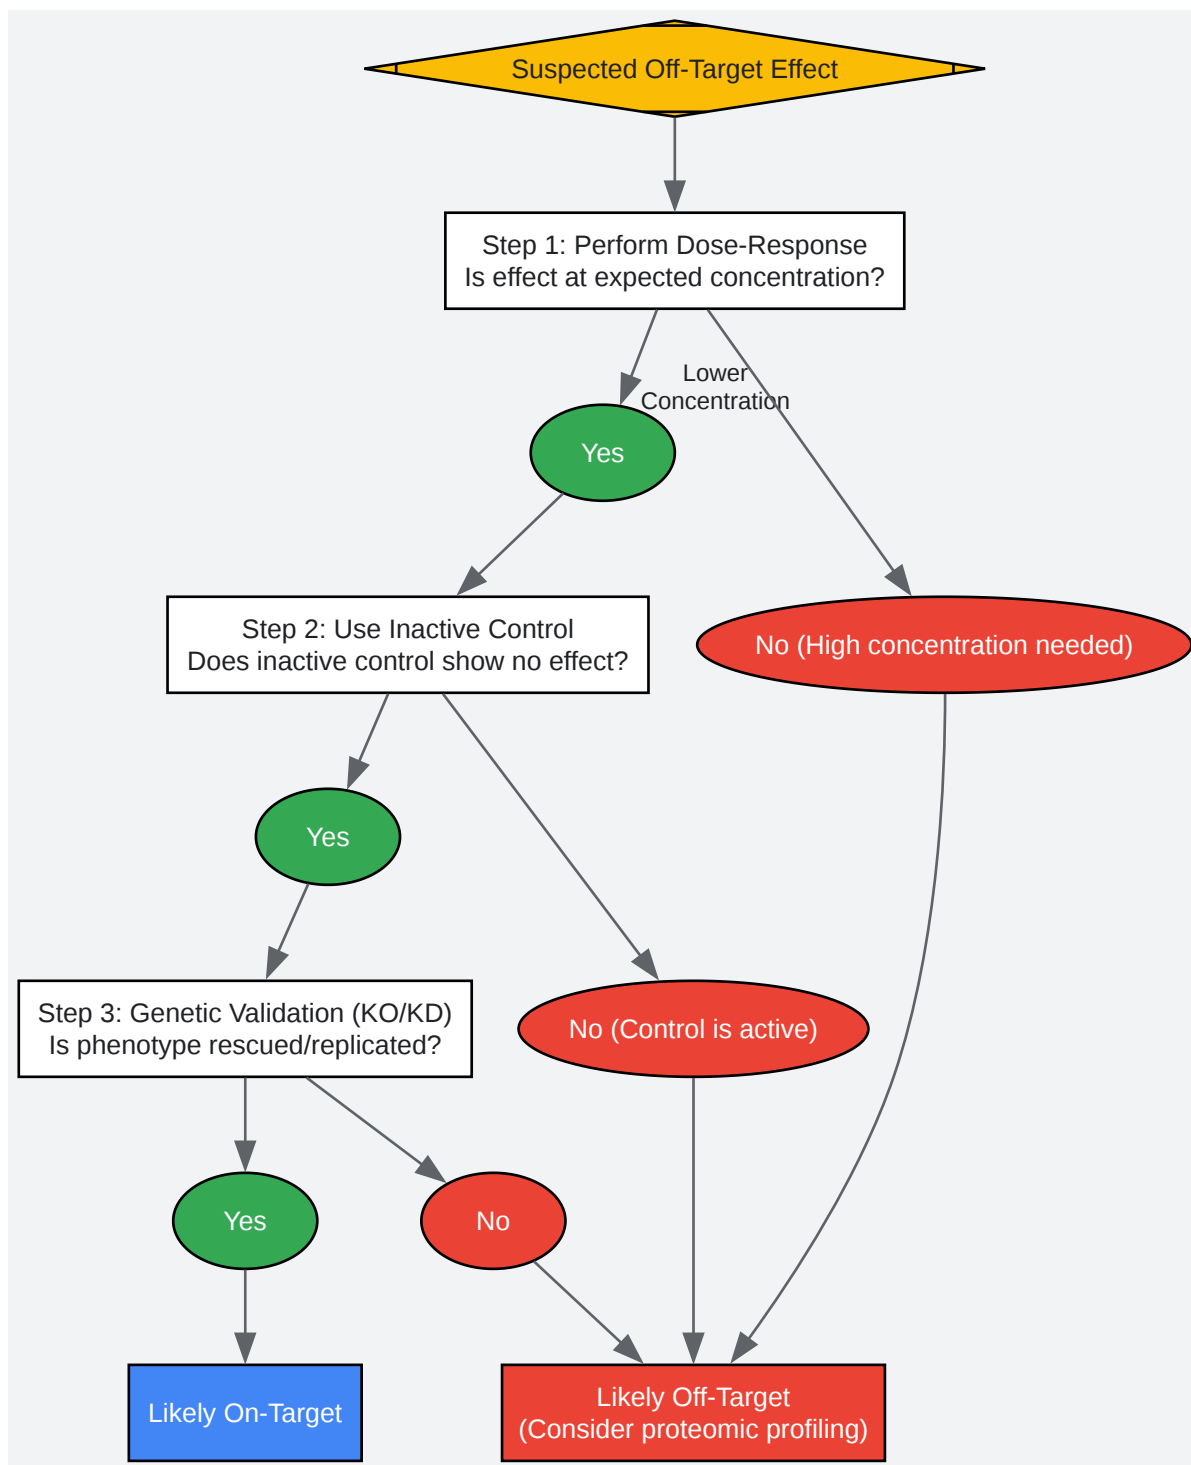 Suspected Off-Target Effect
Step 1: Perform Dose-Response
Is effect at expected concentration?
Lower
Concentration
Yes
Step 2: Use Inactive Control
Does inactive control show no effect?
No (High concentration needed)
Yes
Step 3: Genetic Validation (KO/KD)
Is phenotype rescued/replicated?
No (Control is active)
Yes
No
Likely On-Target
Likely Off-Target
(Consider proteomic profiling)